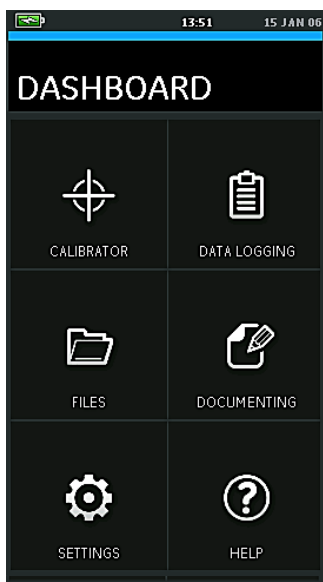 13:51 15 JAN 06
DASHBOARD
CALIBRATOR DATA LOGGING
FILES DOCUMENTING
SETTINGS HELP